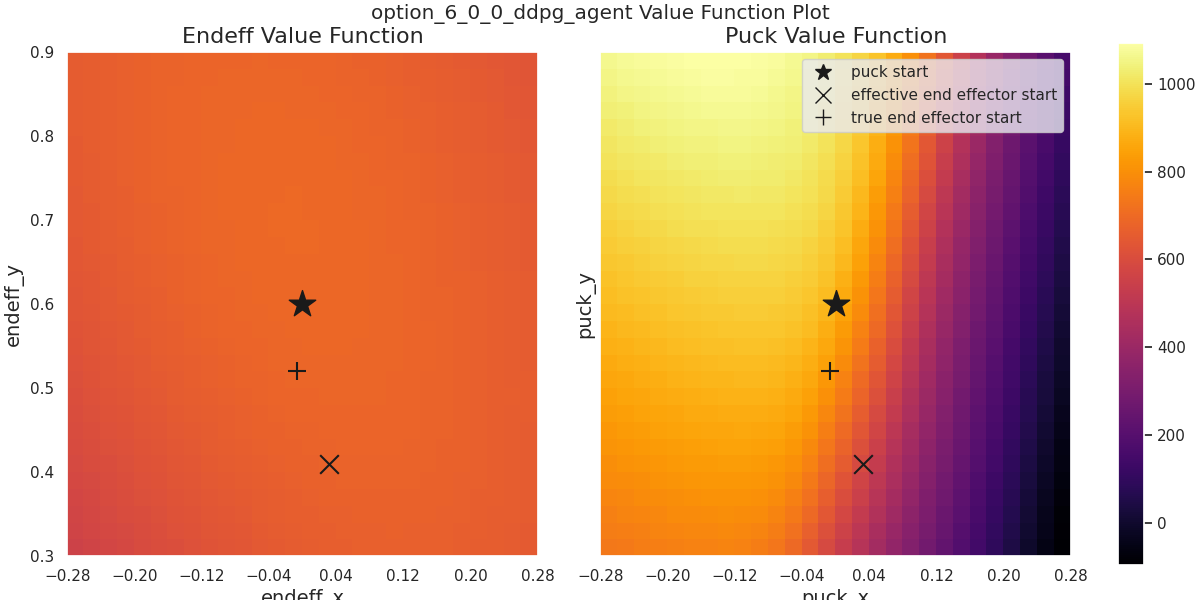 option_6_0_0_ddpg_agent Value Function Plot
Endeff Value Function
Puck Value Function
puck start
effective end effector start
true end effector start
0.9
0.8
0.7
0.6
0.5
0.4
0.3
endeff_y
−0.28 −0.20 −0.12 −0.04 0.04 0.12 0.20 0.28
endeff_x
puck_y
−0.28 −0.20 −0.12 −0.04 0.04 0.12 0.20 0.28
puck_x
1000
800
600
400
200
0